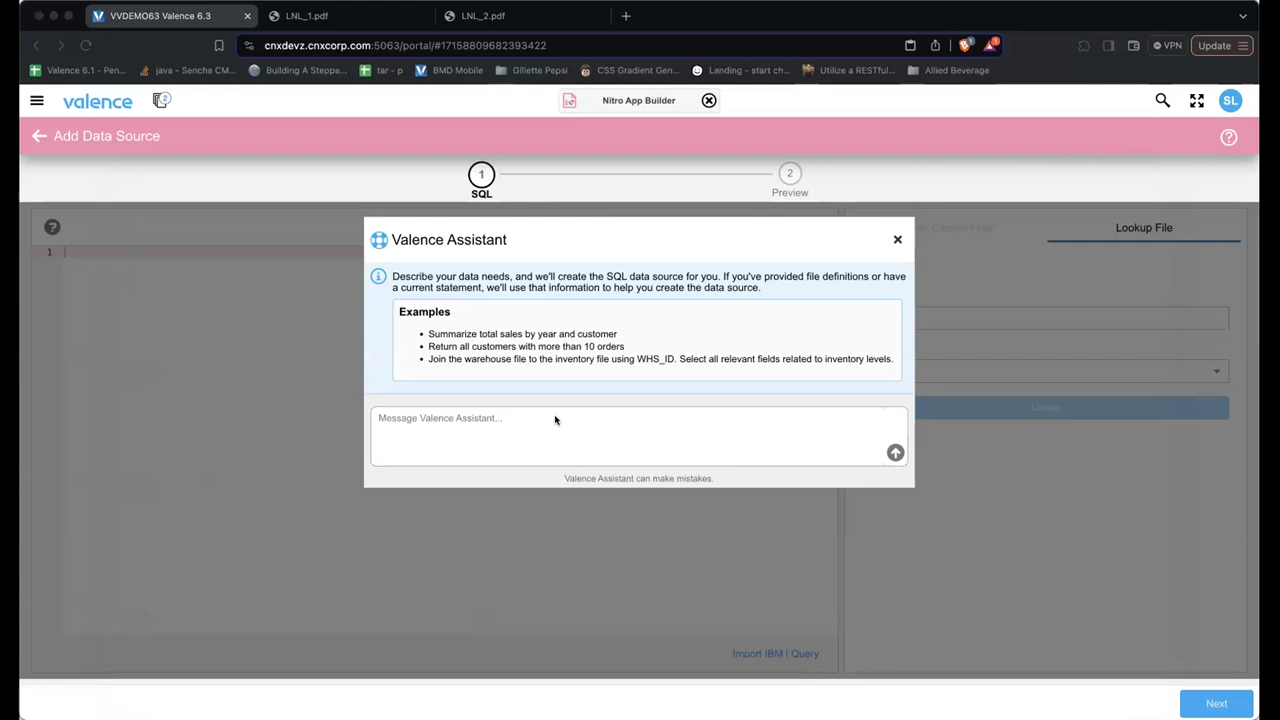 VVDEMO63 Valence 6.3
LNL_1.pdf
LNL_2.pdf
cnxdevz.cnxcorp.com:5063/portal/#17158809682393422
1
1
VPN
Update
Valence 6.1 - Pen...
java - Sencha CM...
Building A Steppe...
tar - p
BMD Mobile
Gillette Pepsi
CSS Gradient Gen...
Landing – start ch...
Utilize a RESTful...
Allied Beverage
valence
2
Nitro App Builder
SL
Add Data Source
1
SQL
2
Preview
Lookup File
1
Valence Assistant
Describe your data needs, and we'll create the SQL data source for you. If you've provided file definitions or have
a current statement, we'll use that information to help you create the data source.
Examples
• Summarize total sales by year and customer
• Return all customers with more than 10 orders
• Join the warehouse file to the inventory file using WHS_ID. Select all relevant fields related to inventory levels.
Message Valence Assistant...
Lookup
Valence Assistant can make mistakes.
Import IBM i Query
Next